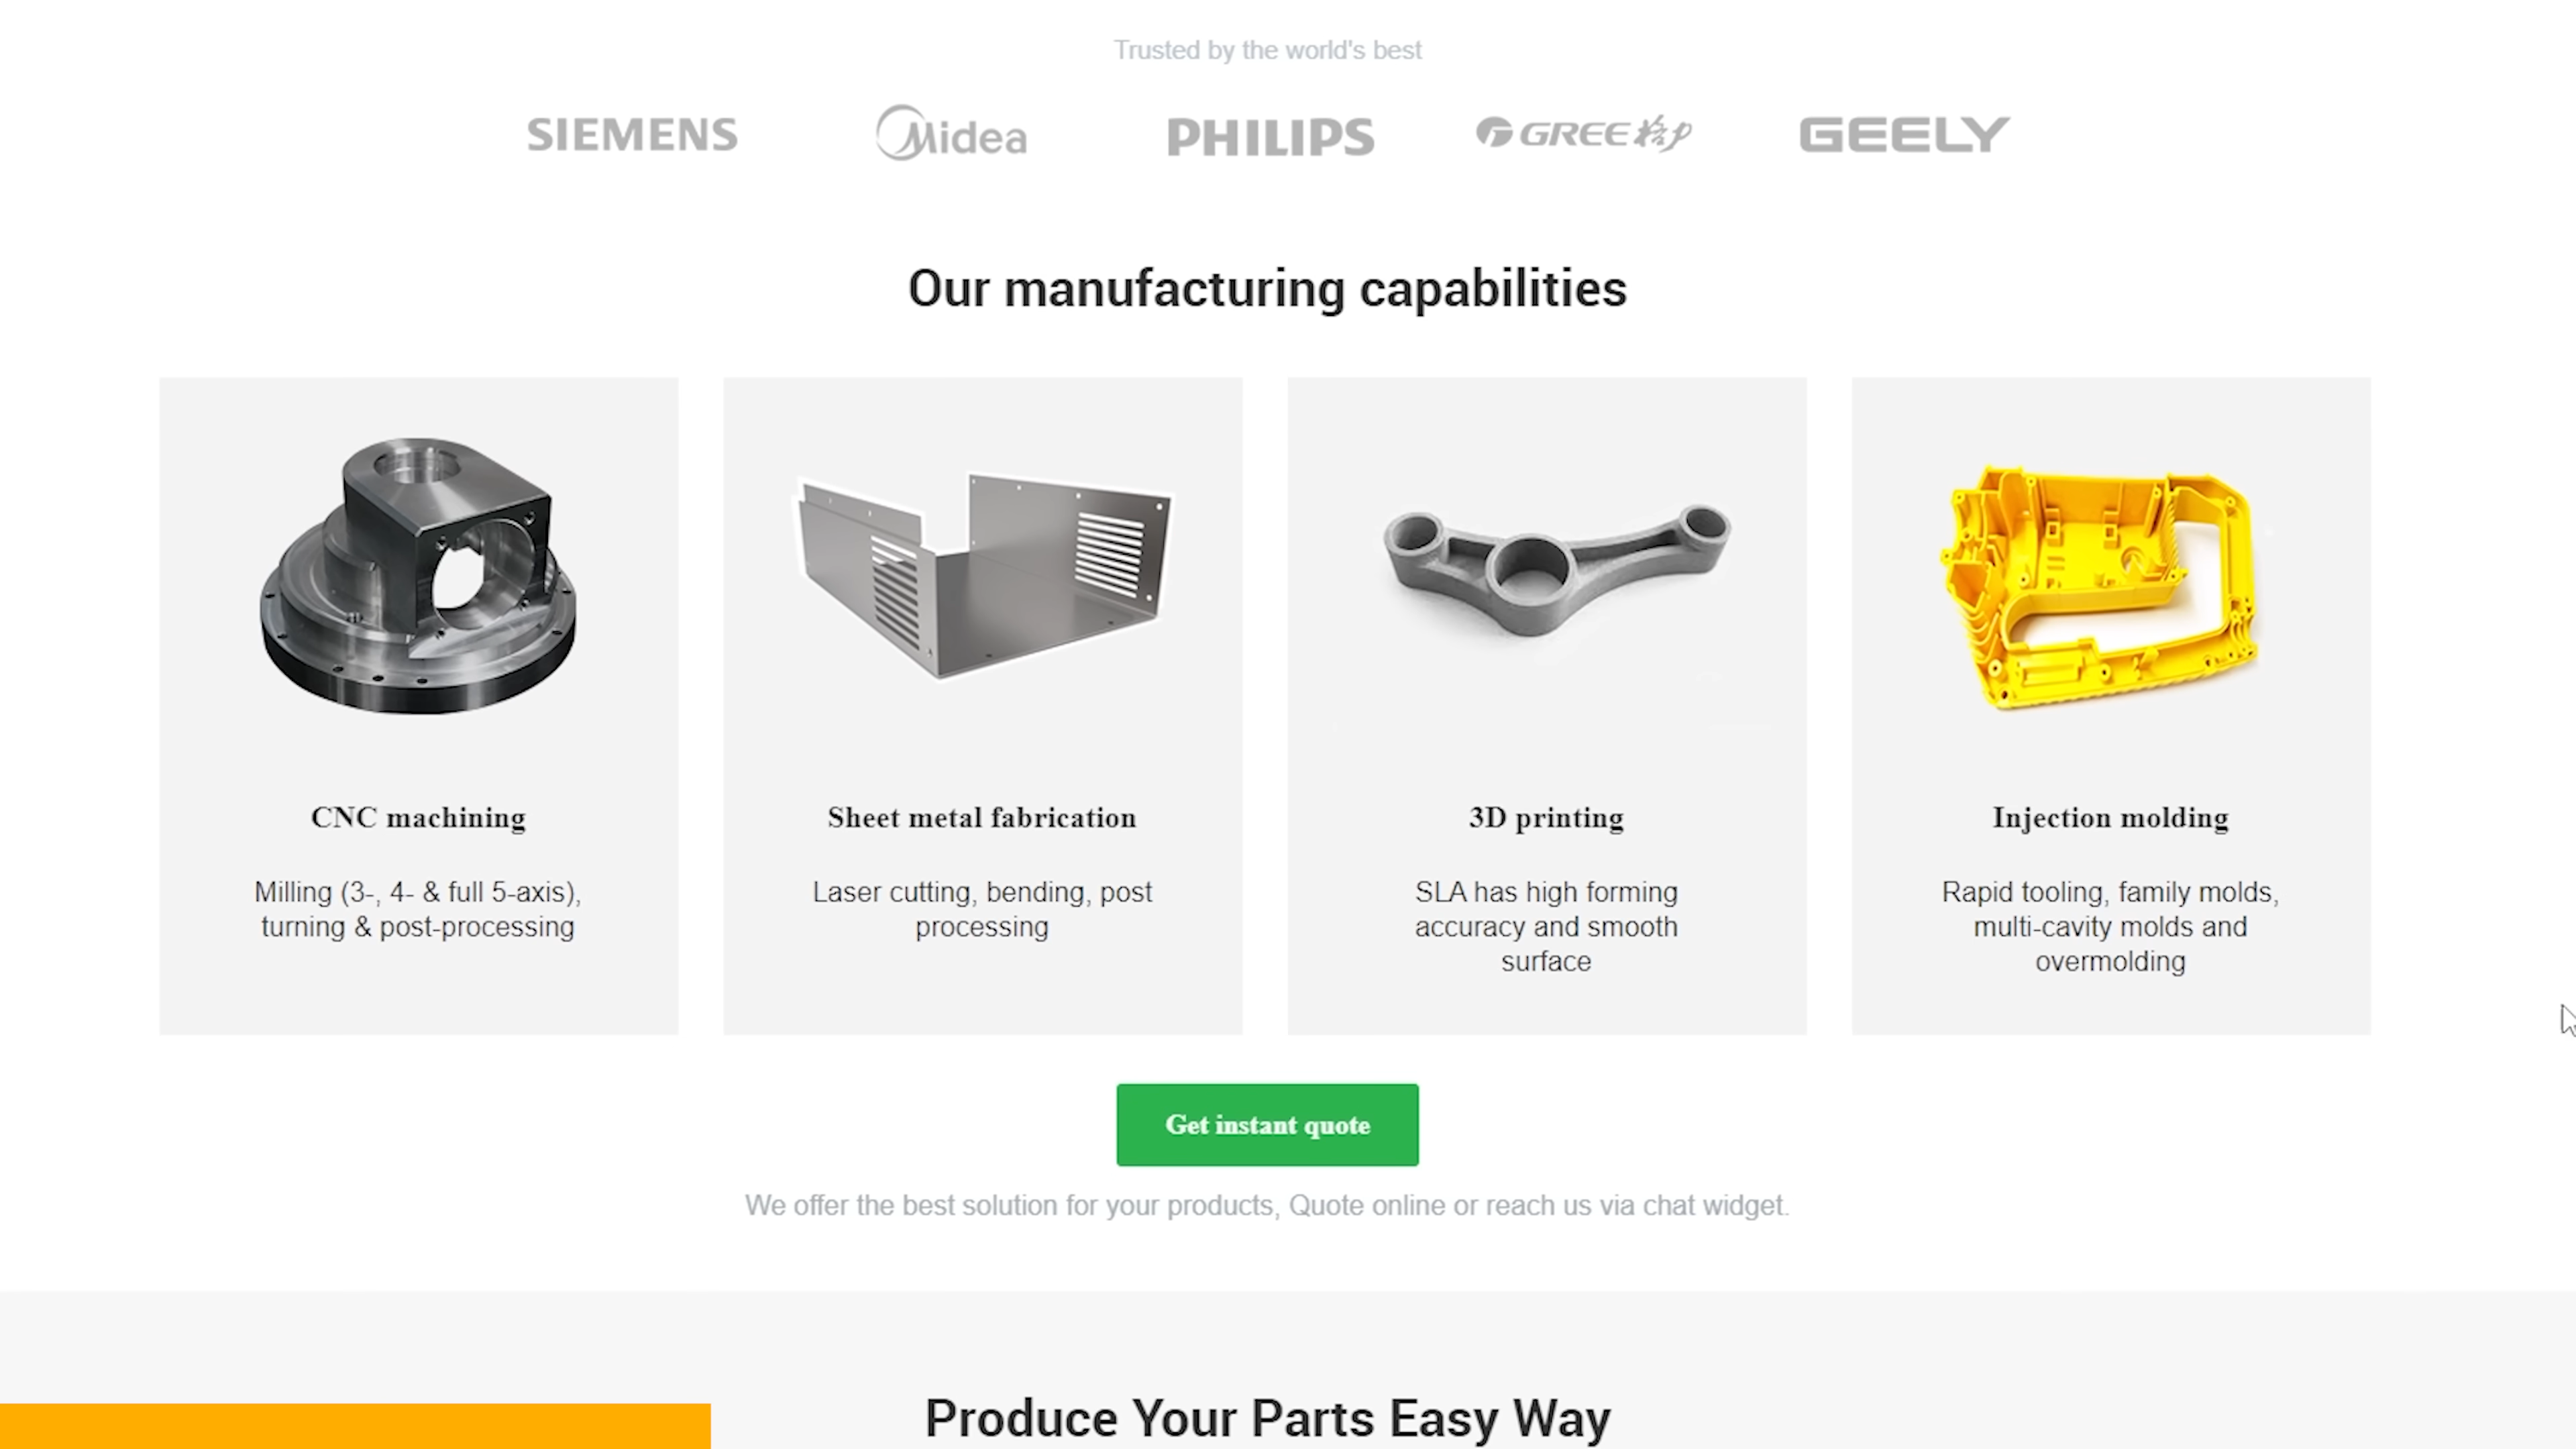 Trusted by the world's best
SIEMENS
Midea
PHILIPS
GREE 格力
GEELY
Our manufacturing capabilities
CNC machining
Milling (3-, 4- & full 5-axis),
turning & post-processing
Sheet metal fabrication
Laser cutting, bending, post
processing
3D printing
SLA has high forming
accuracy and smooth
surface
Injection molding
Rapid tooling, family molds,
multi-cavity molds and
overmolding
Get instant quote
We offer the best solution for your products, Quote online or reach us via chat widget.
Produce Your Parts Easy Way